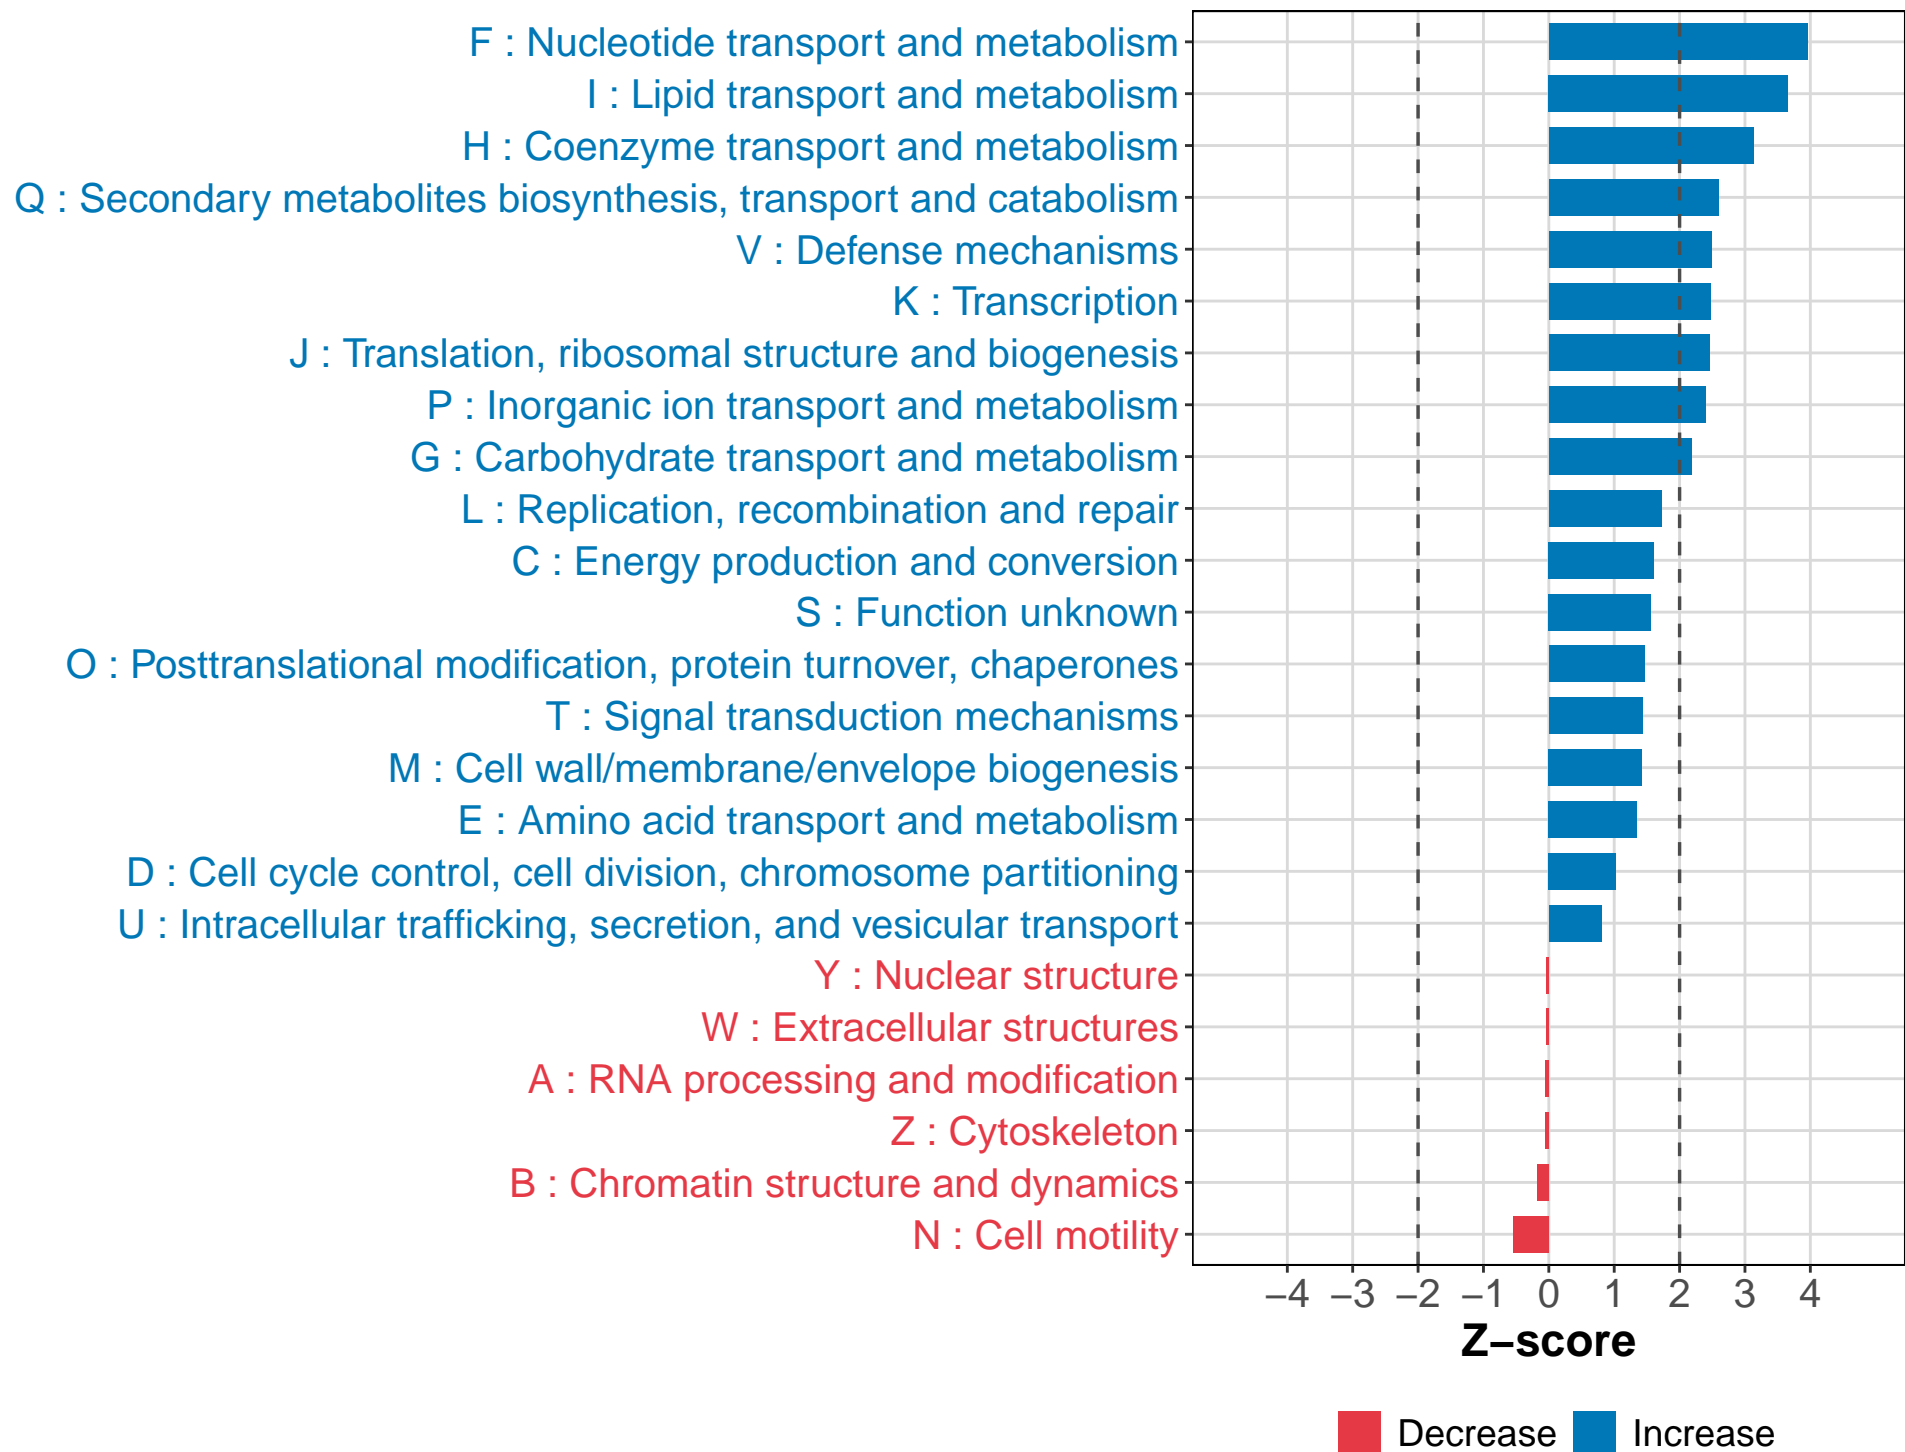 F : Nucleotide transport and metabolism
I : Lipid transport and metabolism
H : Coenzyme transport and metabolism
Q : Secondary metabolites biosynthesis, transport and catabolism
V : Defense mechanisms
K : Transcription
J : Translation, ribosomal structure and biogenesis
P : Inorganic ion transport and metabolism
G : Carbohydrate transport and metabolism
L : Replication, recombination and repair
C : Energy production and conversion
S : Function unknown
O : Posttranslational modification, protein turnover, chaperones
T : Signal transduction mechanisms
M : Cell wall/membrane/envelope biogenesis
E : Amino acid transport and metabolism
D : Cell cycle control, cell division, chromosome partitioning
U : Intracellular trafficking, secretion, and vesicular transport
Y : Nuclear structure
W : Extracellular structures
A : RNA processing and modification
Z : Cytoskeleton
B : Chromatin structure and dynamics
N : Cell motility
−4 −3 −2 −1 0 1 2 3 4
Z−score
Decrease Increase